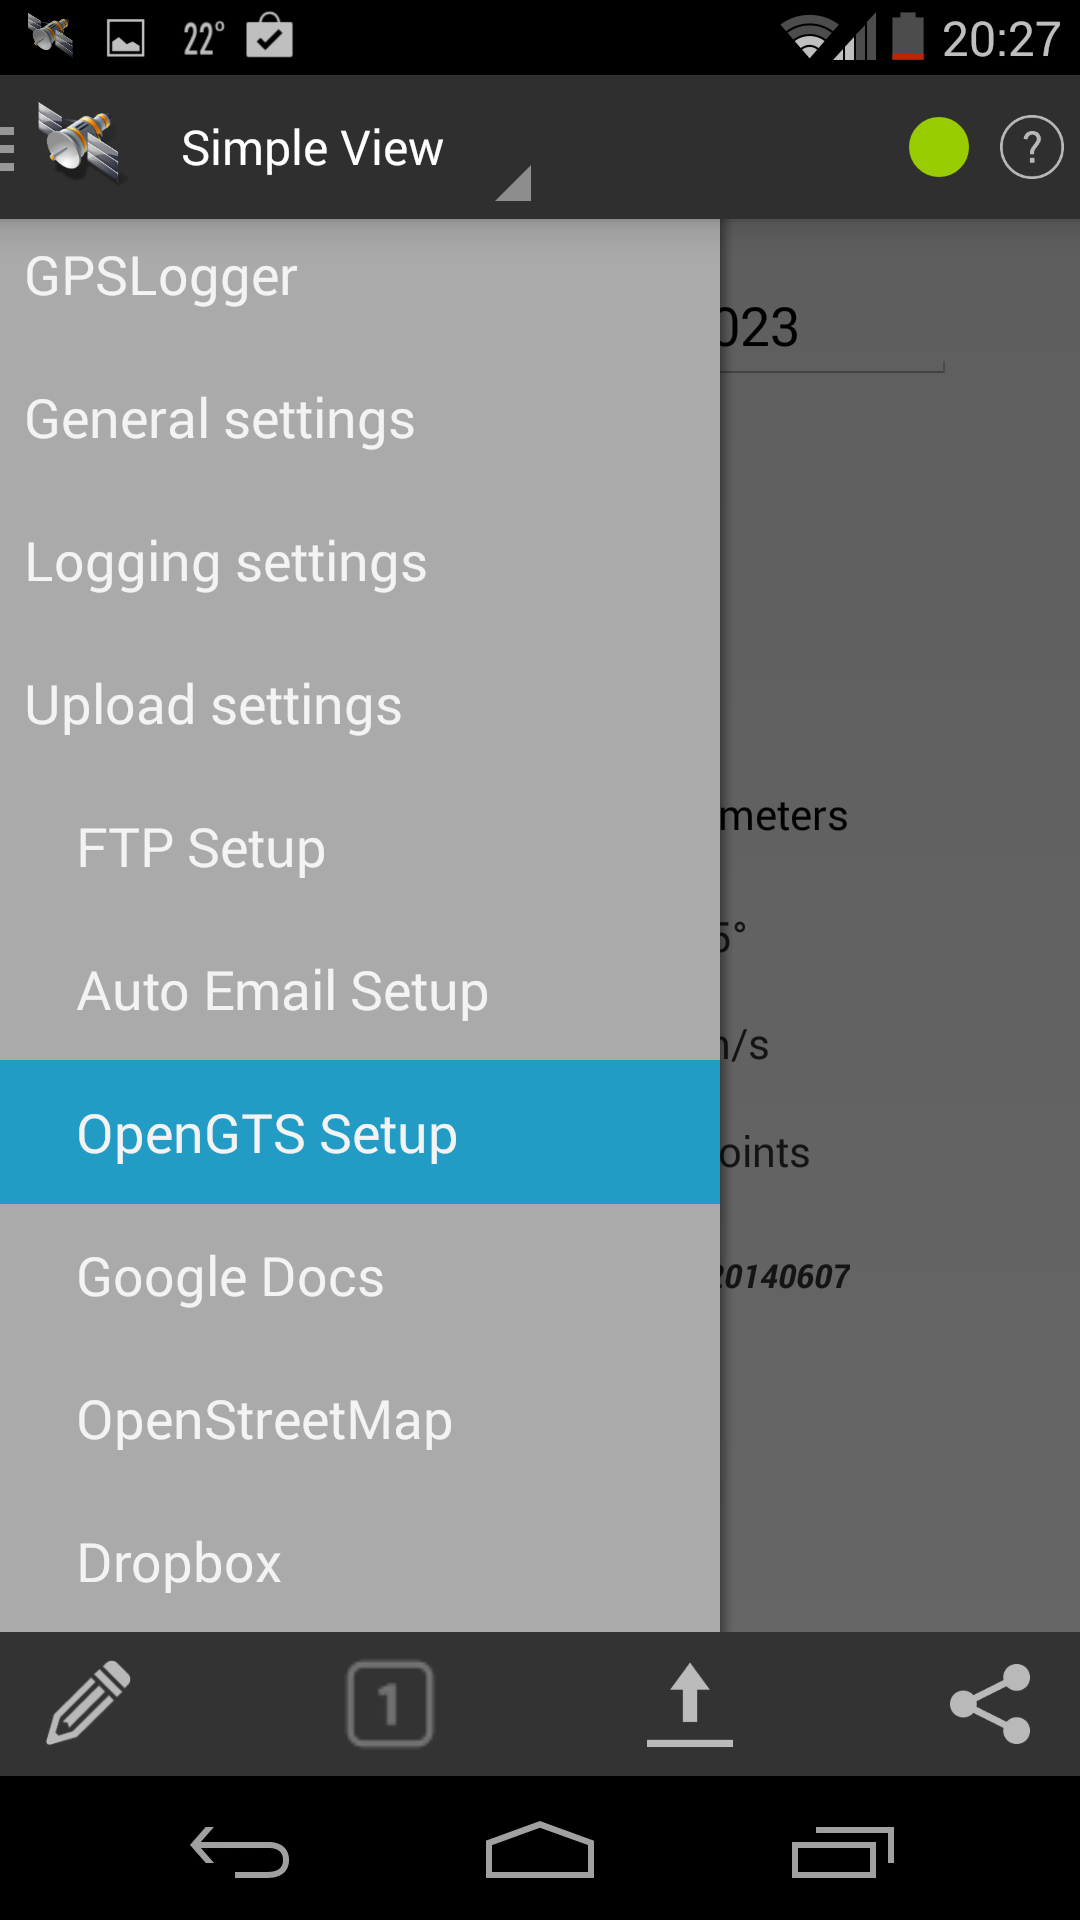 22° 20:27
Simple View ?
GPSLogger
023
General settings
Logging settings
Upload settings
meters
FTP Setup
5°
Auto Email Setup
/s
OpenGTS Setup
oints
Google Docs
20140607
OpenStreetMap
Dropbox
1